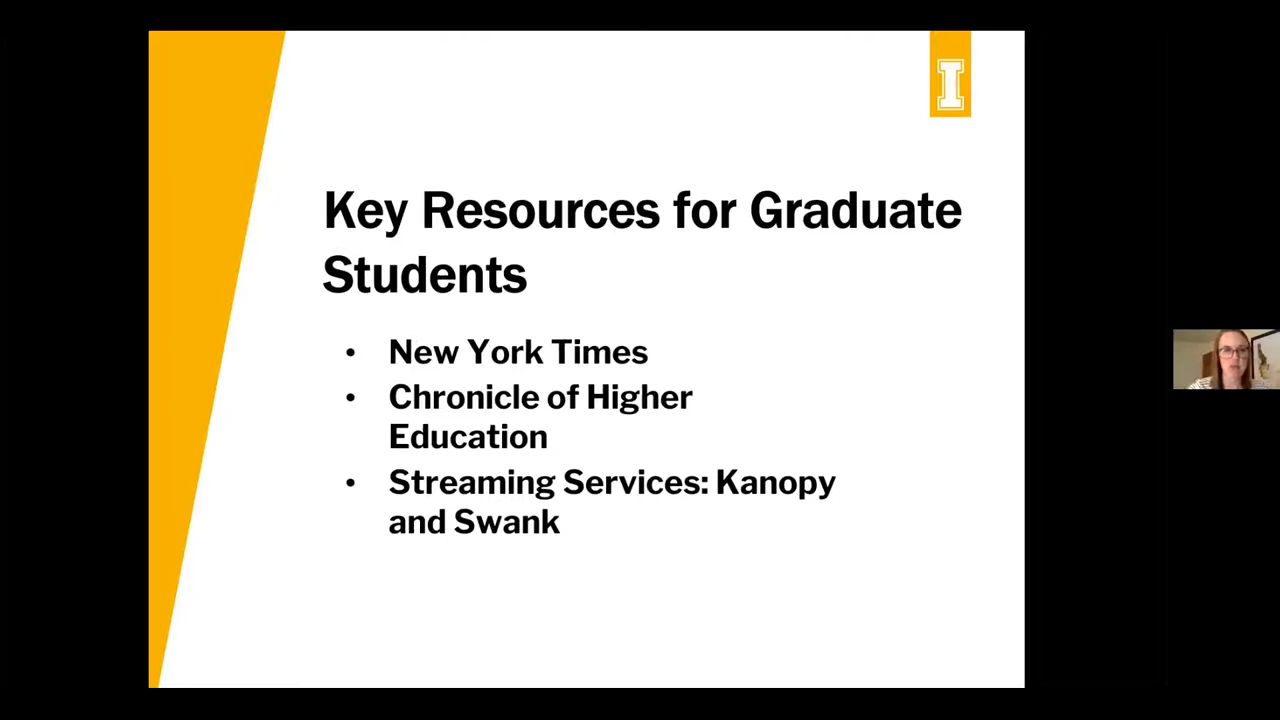 I
Key Resources for Graduate
Students
• New York Times
• Chronicle of Higher
Education
• Streaming Services: Kanopy
and Swank